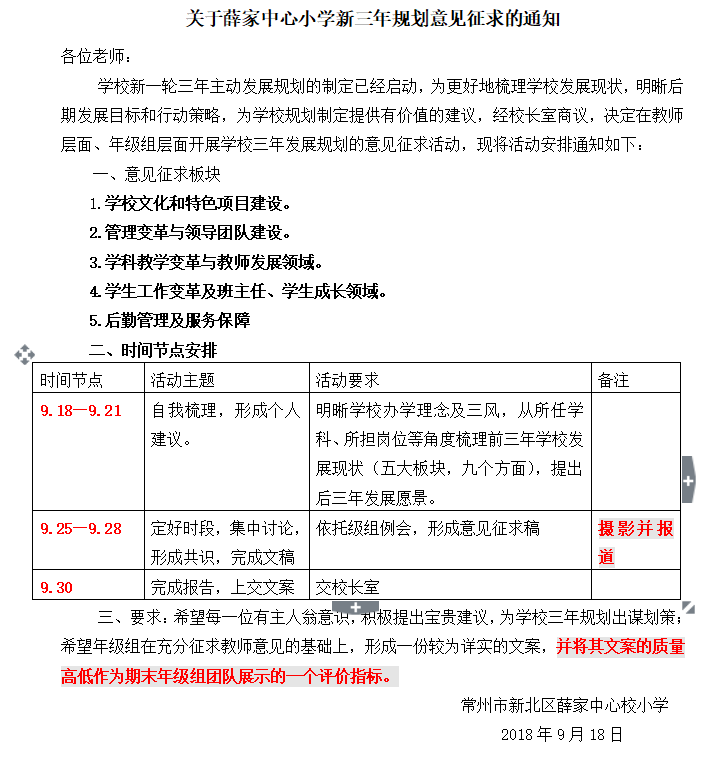 关于薛家中心小学新三年规划意见征求的通知
各位老师：
学校新一轮三年主动发展规划的制定已经启动，为更好地梳理学校发展现状，明晰后
期发展目标和行动策略，为学校规划制定提供有价值的建议，经校长室商议，决定在教师
层面、年级组层面开展学校三年发展规划的意见征求活动，现将活动安排通知如下：
一、意见征求板块
1.学校文化和特色项目建设。
2.管理变革与领导团队建设。
3.学科教学变革与教师发展领域。
4.学生工作变革及班主任、学生成长领域。
5.后勤管理及服务保障
二、时间节点安排
时间节点 活动主题 活动要求 备注
9.18—9.21 自我梳理，形成个人 明晰学校办学理念及三风，从所任学
建议。 科、所担岗位等角度梳理前三年学校发
展现状（五大板块，九个方面），提出
后三年发展愿景。
9.25—9.28 定好时段，集中讨论， 依托级组例会，形成意见征求稿 摄影并报
形成共识，完成文稿 道
9.30 完成报告，上交文案 交校长室
三、要求：希望每一位有主人翁意识，积极提出宝贵建议，为学校三年规划出谋划策；
希望年级组在充分征求教师意见的基础上，形成一份较为详实的文案，并将其文案的质量
高低作为期末年级组团队展示的一个评价指标。
常州市新北区薛家中心校小学
2018 年 9 月 18 日